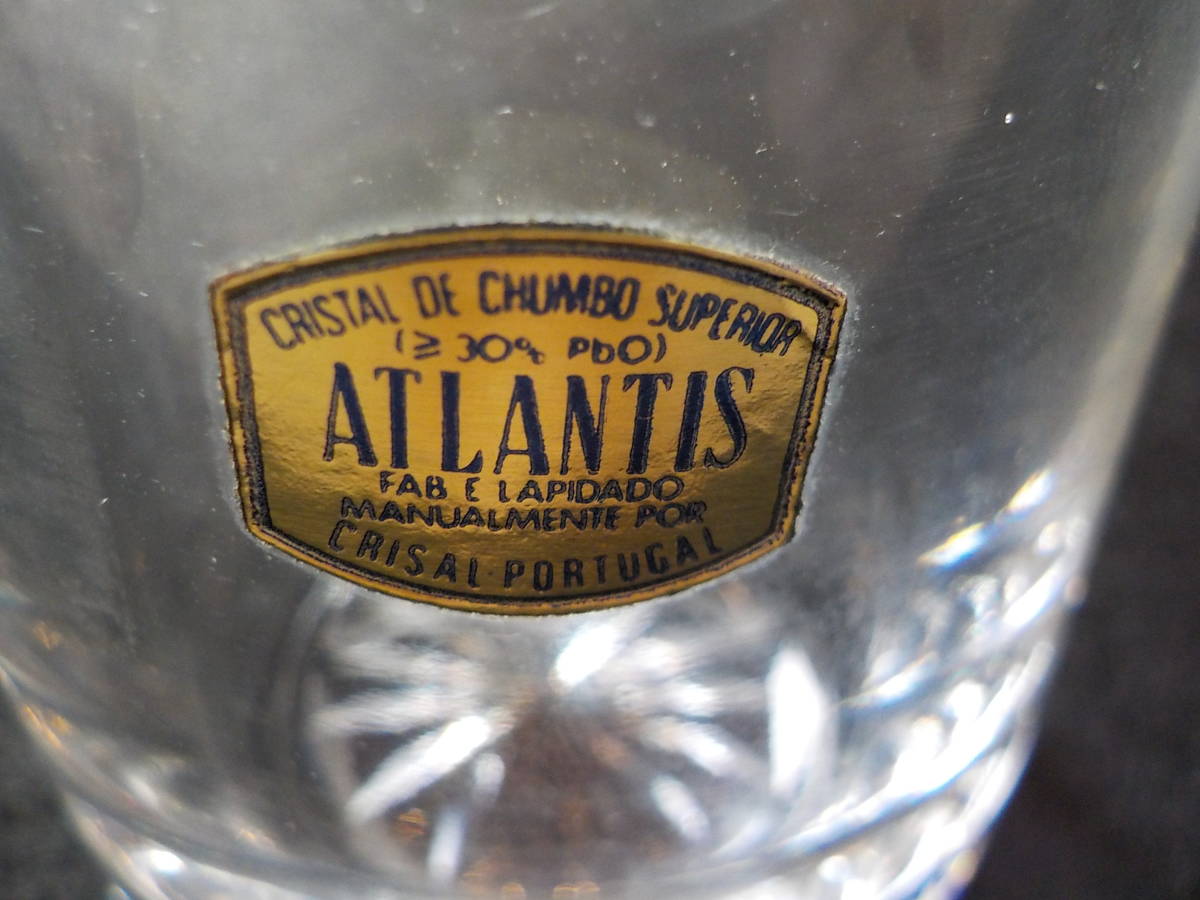 CRISTAL DE CHUMBO SUPERIOR
(≥ 30% PbO)
ATLANTIS
FAB E LAPIDADO
MANUALMENTE POR
CRISAL·PORTUGAL